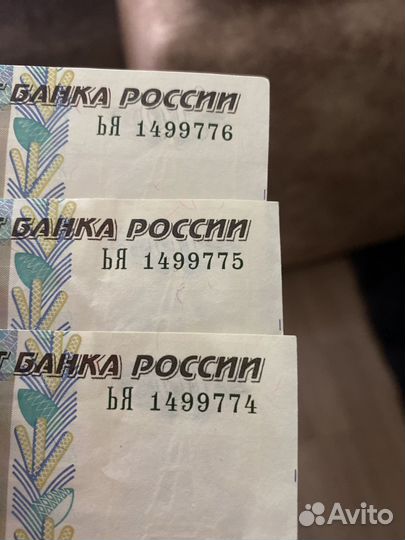 Т БАНКА РОССИИ
ЬЯ 1499776
Т БАНКА РОССИИ
ЬЯ 1499775
Т БАНКА РОССИИ
ЬЯ 1499774
Avito